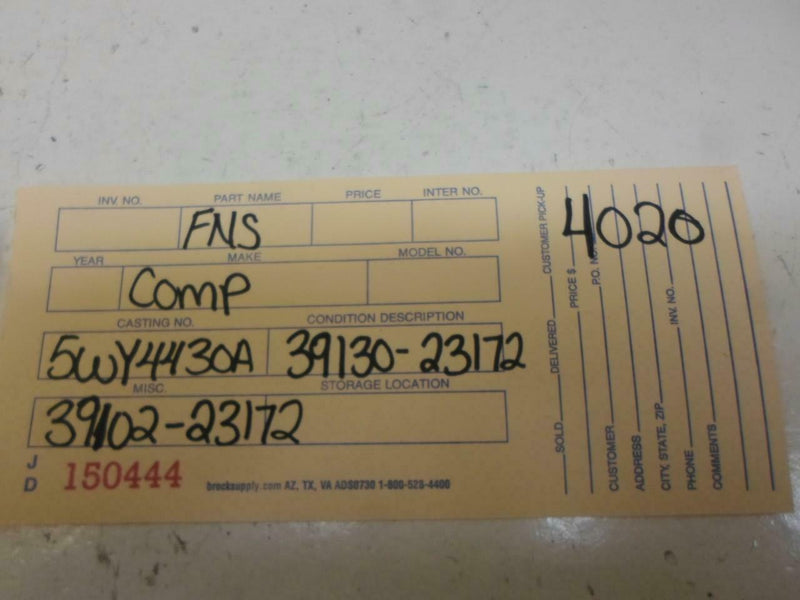 INV. NO. PART NAME PRICE INTER NO.
FNS
YEAR MAKE MODEL NO.
Comp
CASTING NO. CONDITION DESCRIPTION
5WY4430A 39130-23172
MISC. STORAGE LOCATION
39102-23172
JD 150444 brocksupply.com AZ, TX, VA ADS0730 1-800-528-4400
4020
SOLD DELIVERED CUSTOMER PICK-UP
PRICE $
P.O. NO.
CUSTOMER
ADDRESS
CITY, STATE, ZIP
PHONE INV. NO.
COMMENTS